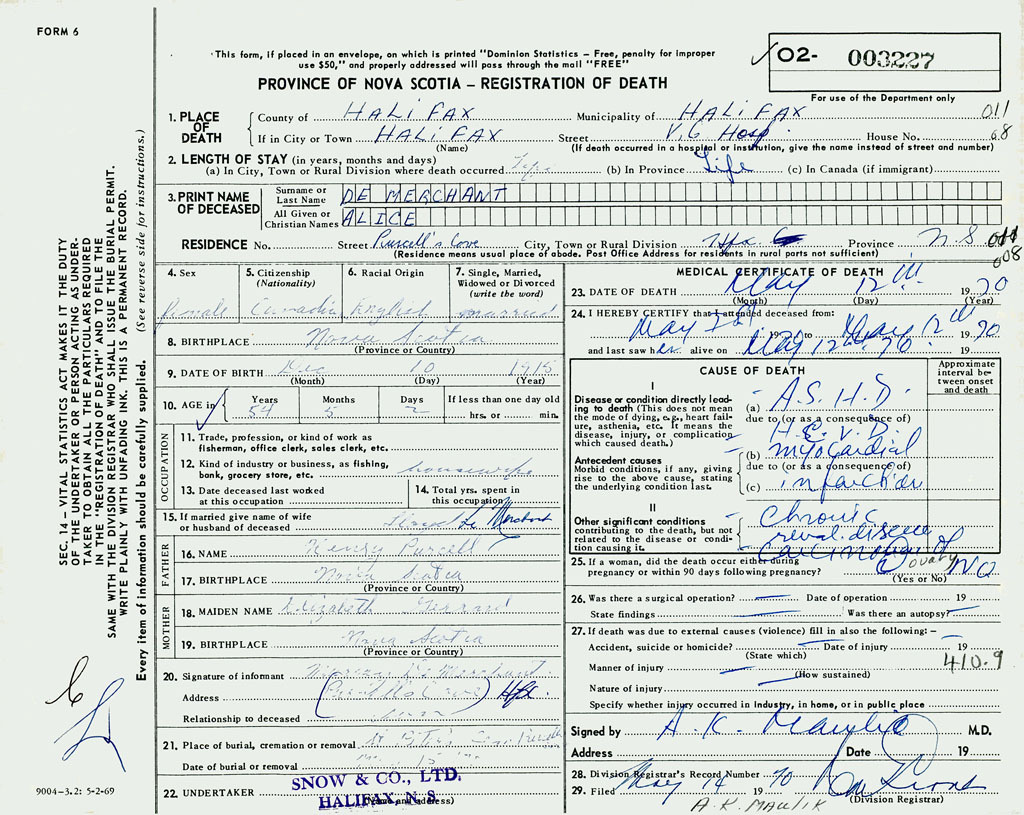 FORM 6
This form, if placed in an envelope, on which is printed "Dominion Statistics – Free, penalty for improper
use $50," and properly addressed will pass through the mail "FREE"
02- 003227
PROVINCE OF NOVA SCOTIA – REGISTRATION OF DEATH
For use of the Department only
1. PLACE OF DEATH
County of HALIFAX Municipality of HALIFAX 011
If in City or Town HALIFAX Street V.G Hosp. House No. 68
(Name) (If death occurred in a hospital or institution, give the name instead of street and number)
2. LENGTH OF STAY (in years, months and days)
(a) In City, Town or Rural Division where death occurred Life (b) In Province Life (c) In Canada (if immigrant)
3. PRINT NAME OF DECEASED
Surname or Last Name DE MERCHANT
All Given or Christian Names ALICE
RESIDENCE No. Street Purcell's Cove City, Town or Rural Division Hfx. Province N.S 011
(Residence means usual place of abode. Post Office Address for residents in rural parts not sufficient) 008
4. Sex
Female
5. Citizenship
(Nationality)
Canadian
6. Racial Origin
English
7. Single, Married,
Widowed or Divorced
(write the word)
married
8. BIRTHPLACE Nova Scotia
(Province or Country)
9. DATE OF BIRTH Dec 10 1915
(Month) (Day) (Year)
10. AGE in
Years Months Days If less than one day old
54 5 2 hrs. or min.
OCCUPATION
11. Trade, profession, or kind of work as
fisherman, office clerk, sales clerk, etc.
12. Kind of industry or business, as fishing,
bank, grocery store, etc. housewife
13. Date deceased last worked
at this occupation
14. Total yrs. spent in
this occupation
15. If married give name of wife
or husband of deceased De Merchant
FATHER
16. NAME Henry Purcell
17. BIRTHPLACE Nova Scotia
(Province or Country)
MOTHER
18. MAIDEN NAME Elizabeth
19. BIRTHPLACE Nova Scotia
(Province or Country)
20. Signature of informant De Merchant
Address Hfx.
Relationship to deceased
21. Place of burial, cremation or removal
Date of burial or removal
22. UNDERTAKER SNOW & CO., LTD.
HALIFAX, N.S.
(Name and address)
MEDICAL CERTIFICATE OF DEATH
23. DATE OF DEATH May 12th 1970
(Month) (Day) (Year)
24. I HEREBY CERTIFY that I attended deceased from:
May 1970 to May 12th 1970
and last saw her alive on May 12th 70. 19
CAUSE OF DEATH
Approximate
interval be-
tween onset
and death
I
Disease or condition directly lead-
ing to death (This does not mean
the mode of dying, e.g., heart fail-
ure, asthenia, etc. It means the
disease, injury, or complication
which caused death.)
(a) A.S.H.D.
due to (or as a consequence of)
H.C.V.D.
Antecedent causes
Morbid conditions, if any, giving
rise to the above cause, stating
the underlying condition last.
(b) myocardial
due to (or as a consequence of)
(c) infarction
II
Other significant conditions
contributing to the death, but not
related to the disease or condi-
tion causing it.
Chronic
renal disease
Carcinoma of
ovary
25. If a woman, did the death occur either during
pregnancy or within 90 days following pregnancy? NO
(Yes or No)
26. Was there a surgical operation? — Date of operation 19
State findings — Was there an autopsy?
27. If death was due to external causes (violence) fill in also the following: –
Accident, suicide or homicide? — Date of injury 19
(State which) 410.9
Manner of injury —
(How sustained)
Nature of injury
Specify whether injury occurred in Industry, in home, or in public place
Signed by A. K. Maulik M.D.
Address Date 19
28. Division Registrar's Record Number
29. Filed May 14 1970
(Division Registrar)
A.K. MAULIK
SEC. 14 – VITAL STATISTICS ACT MAKES IT THE DUTY
OF THE UNDERTAKER OR PERSON ACTING AS UNDER-
TAKER TO OBTAIN ALL THE PARTICULARS REQUIRED
IN THE "REGISTRATION OF DEATH" AND TO FILE THE
SAME WITH THE DIVISION REGISTRAR WHO SHALL ISSUE THE BURIAL PERMIT.
WRITE PLAINLY WITH UNFADING INK. THIS IS A PERMANENT RECORD.
Every item of information should be carefully supplied. (See reverse side for instructions.)
9004–3.2: 5-2-69